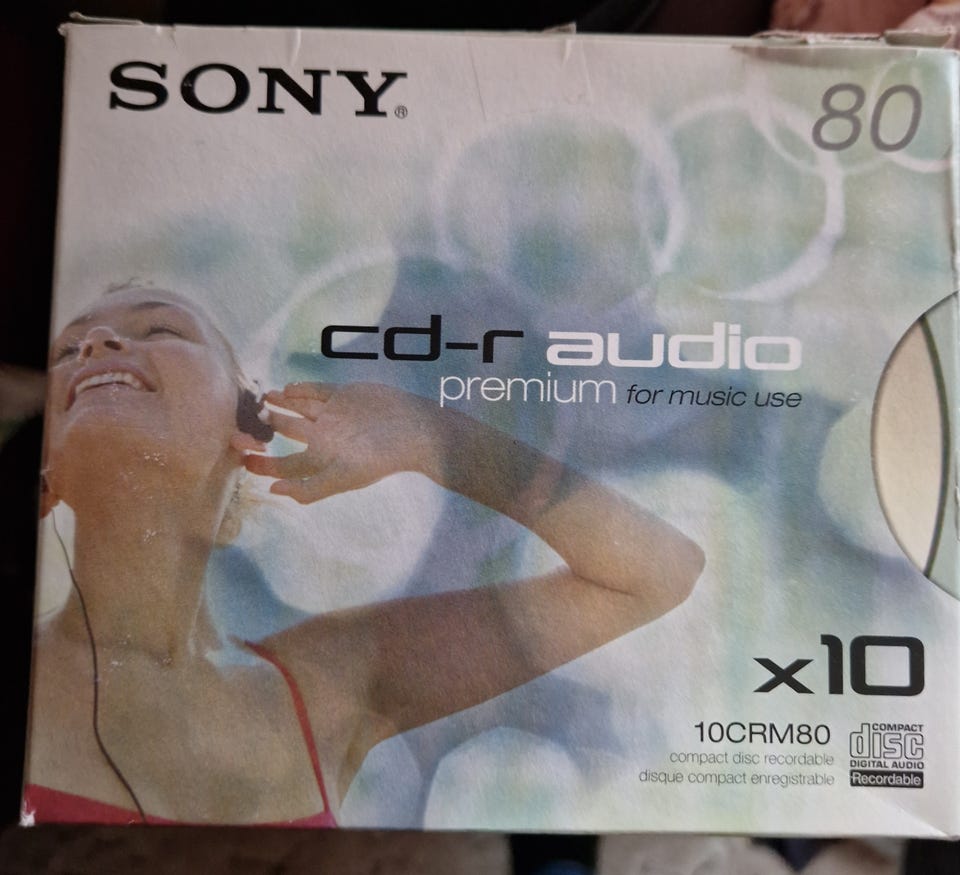 SONY®
80
cd-r audio
premium for music use
x10
10CRM80
compact disc recordable
disque compact enregistrable
COMPACT
disc
DIGITAL AUDIO
Recordable